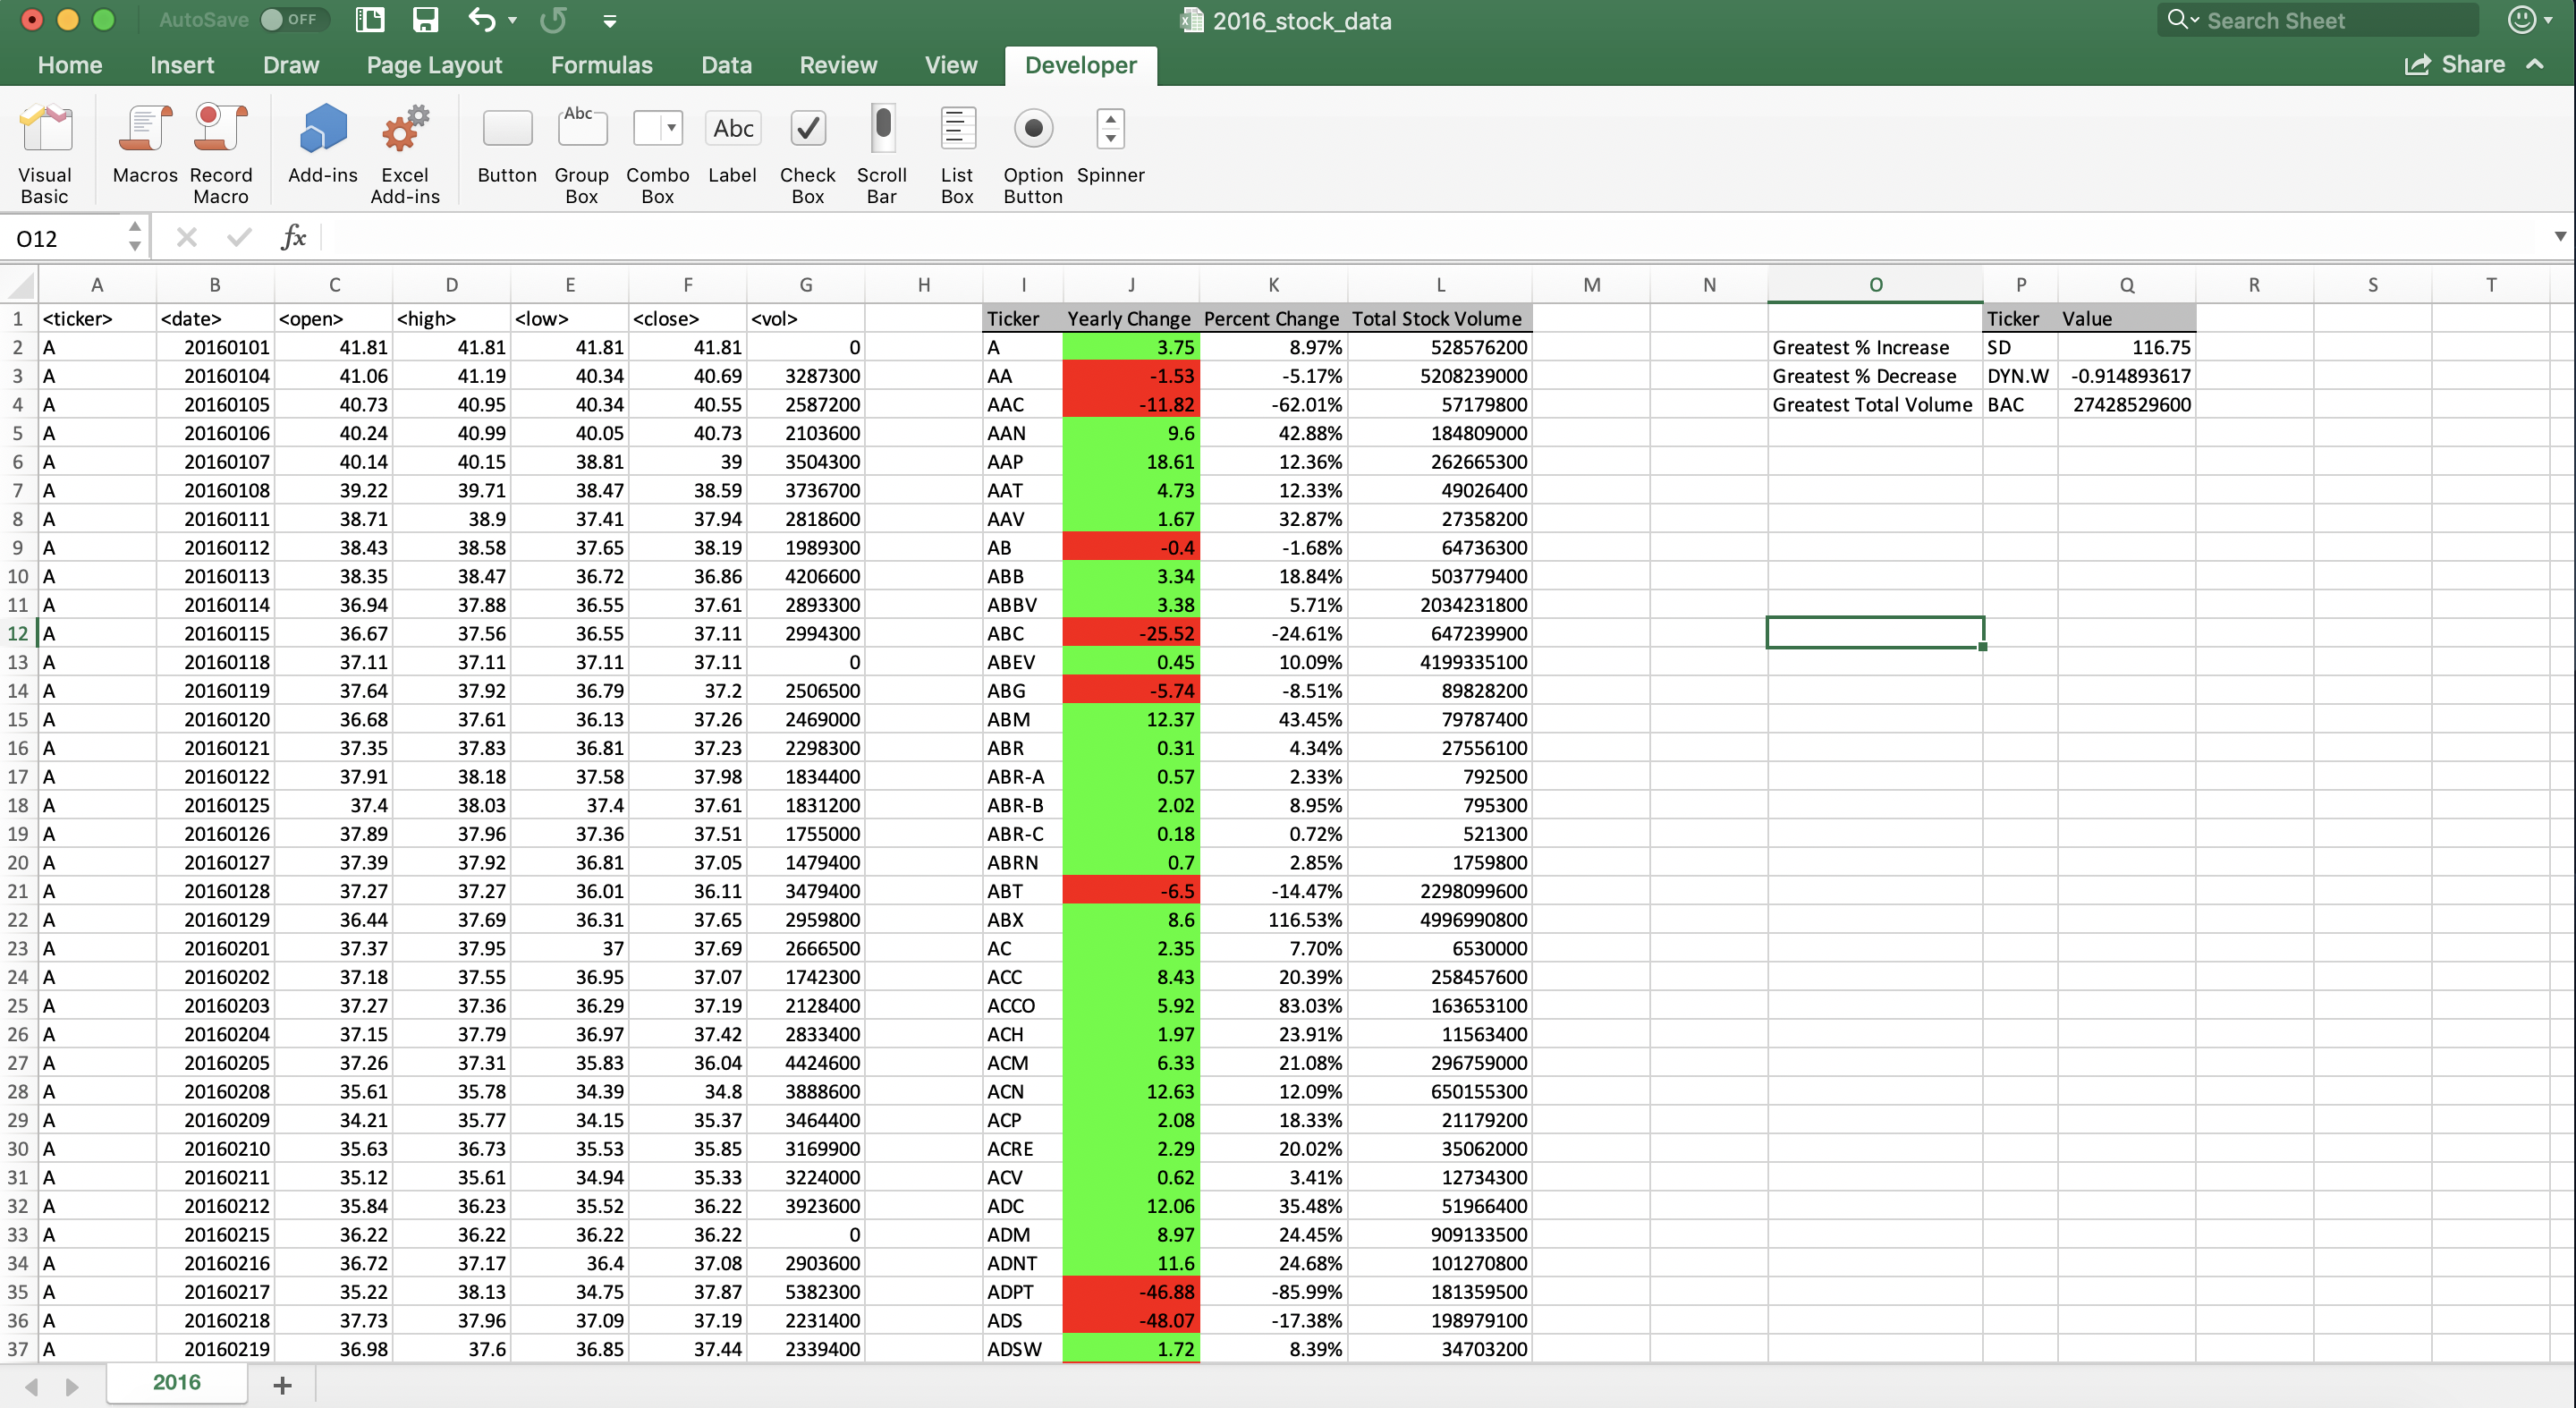 AutoSave OFF 2016_stock_data Search Sheet
Home Insert Draw Page Layout Formulas Data Review View Developer Share
Visual Basic Macros Record Macro Add-ins Excel Add-ins Button Abc Group Box Combo Box Abc Label Check Box Scroll Bar List Box Option Button Spinner
O12 fx
A B C D E F G H I J K L M N O P Q R S T
1 <ticker> <date> <open> <high> <low> <close> <vol> Ticker Yearly Change Percent Change Total Stock Volume Ticker Value
2 A 20160101 41.81 41.81 41.81 41.81 0 A 3.75 8.97% 528576200 Greatest % Increase SD 116.75
3 A 20160104 41.06 41.19 40.34 40.69 3287300 AA -1.53 -5.17% 5208239000 Greatest % Decrease DYN.W -0.914893617
4 A 20160105 40.73 40.95 40.34 40.55 2587200 AAC -11.82 -62.01% 57179800 Greatest Total Volume BAC 27428529600
5 A 20160106 40.24 40.99 40.05 40.73 2103600 AAN 9.6 42.88% 184809000
6 A 20160107 40.14 40.15 38.81 39 3504300 AAP 18.61 12.36% 262665300
7 A 20160108 39.22 39.71 38.47 38.59 3736700 AAT 4.73 12.33% 49026400
8 A 20160111 38.71 38.9 37.41 37.94 2818600 AAV 1.67 32.87% 27358200
9 A 20160112 38.43 38.58 37.65 38.19 1989300 AB -0.4 -1.68% 64736300
10 A 20160113 38.35 38.47 36.72 36.86 4206600 ABB 3.34 18.84% 503779400
11 A 20160114 36.94 37.88 36.55 37.61 2893300 ABBV 3.38 5.71% 2034231800
12 A 20160115 36.67 37.56 36.55 37.11 2994300 ABC -25.52 -24.61% 647239900
13 A 20160118 37.11 37.11 37.11 37.11 0 ABEV 0.45 10.09% 4199335100
14 A 20160119 37.64 37.92 36.79 37.2 2506500 ABG -5.74 -8.51% 89828200
15 A 20160120 36.68 37.61 36.13 37.26 2469000 ABM 12.37 43.45% 79787400
16 A 20160121 37.35 37.83 36.81 37.23 2298300 ABR 0.31 4.34% 27556100
17 A 20160122 37.91 38.18 37.58 37.98 1834400 ABR-A 0.57 2.33% 792500
18 A 20160125 37.4 38.03 37.4 37.61 1831200 ABR-B 2.02 8.95% 795300
19 A 20160126 37.89 37.96 37.36 37.51 1755000 ABR-C 0.18 0.72% 521300
20 A 20160127 37.39 37.92 36.81 37.05 1479400 ABRN 0.7 2.85% 1759800
21 A 20160128 37.27 37.27 36.01 36.11 3479400 ABT -6.5 -14.47% 2298099600
22 A 20160129 36.44 37.69 36.31 37.65 2959800 ABX 8.6 116.53% 4996990800
23 A 20160201 37.37 37.95 37 37.69 2666500 AC 2.35 7.70% 6530000
24 A 20160202 37.18 37.55 36.95 37.07 1742300 ACC 8.43 20.39% 258457600
25 A 20160203 37.27 37.36 36.29 37.19 2128400 ACCO 5.92 83.03% 163653100
26 A 20160204 37.15 37.79 36.97 37.42 2833400 ACH 1.97 23.91% 11563400
27 A 20160205 37.26 37.31 35.83 36.04 4424600 ACM 6.33 21.08% 296759000
28 A 20160208 35.61 35.78 34.39 34.8 3888600 ACN 12.63 12.09% 650155300
29 A 20160209 34.21 35.77 34.15 35.37 3464400 ACP 2.08 18.33% 21179200
30 A 20160210 35.63 36.73 35.53 35.85 3169900 ACRE 2.29 20.02% 35062000
31 A 20160211 35.12 35.61 34.94 35.33 3224000 ACV 0.62 3.41% 12734300
32 A 20160212 35.84 36.23 35.52 36.22 3923600 ADC 12.06 35.48% 51966400
33 A 20160215 36.22 36.22 36.22 36.22 0 ADM 8.97 24.45% 909133500
34 A 20160216 36.72 37.17 36.4 37.08 2903600 ADNT 11.6 24.68% 101270800
35 A 20160217 35.22 38.13 34.75 37.87 5382300 ADPT -46.88 -85.99% 181359500
36 A 20160218 37.73 37.96 37.09 37.19 2231400 ADS -48.07 -17.38% 198979100
37 A 20160219 36.98 37.6 36.85 37.44 2339400 ADSW 1.72 8.39% 34703200
2016 +